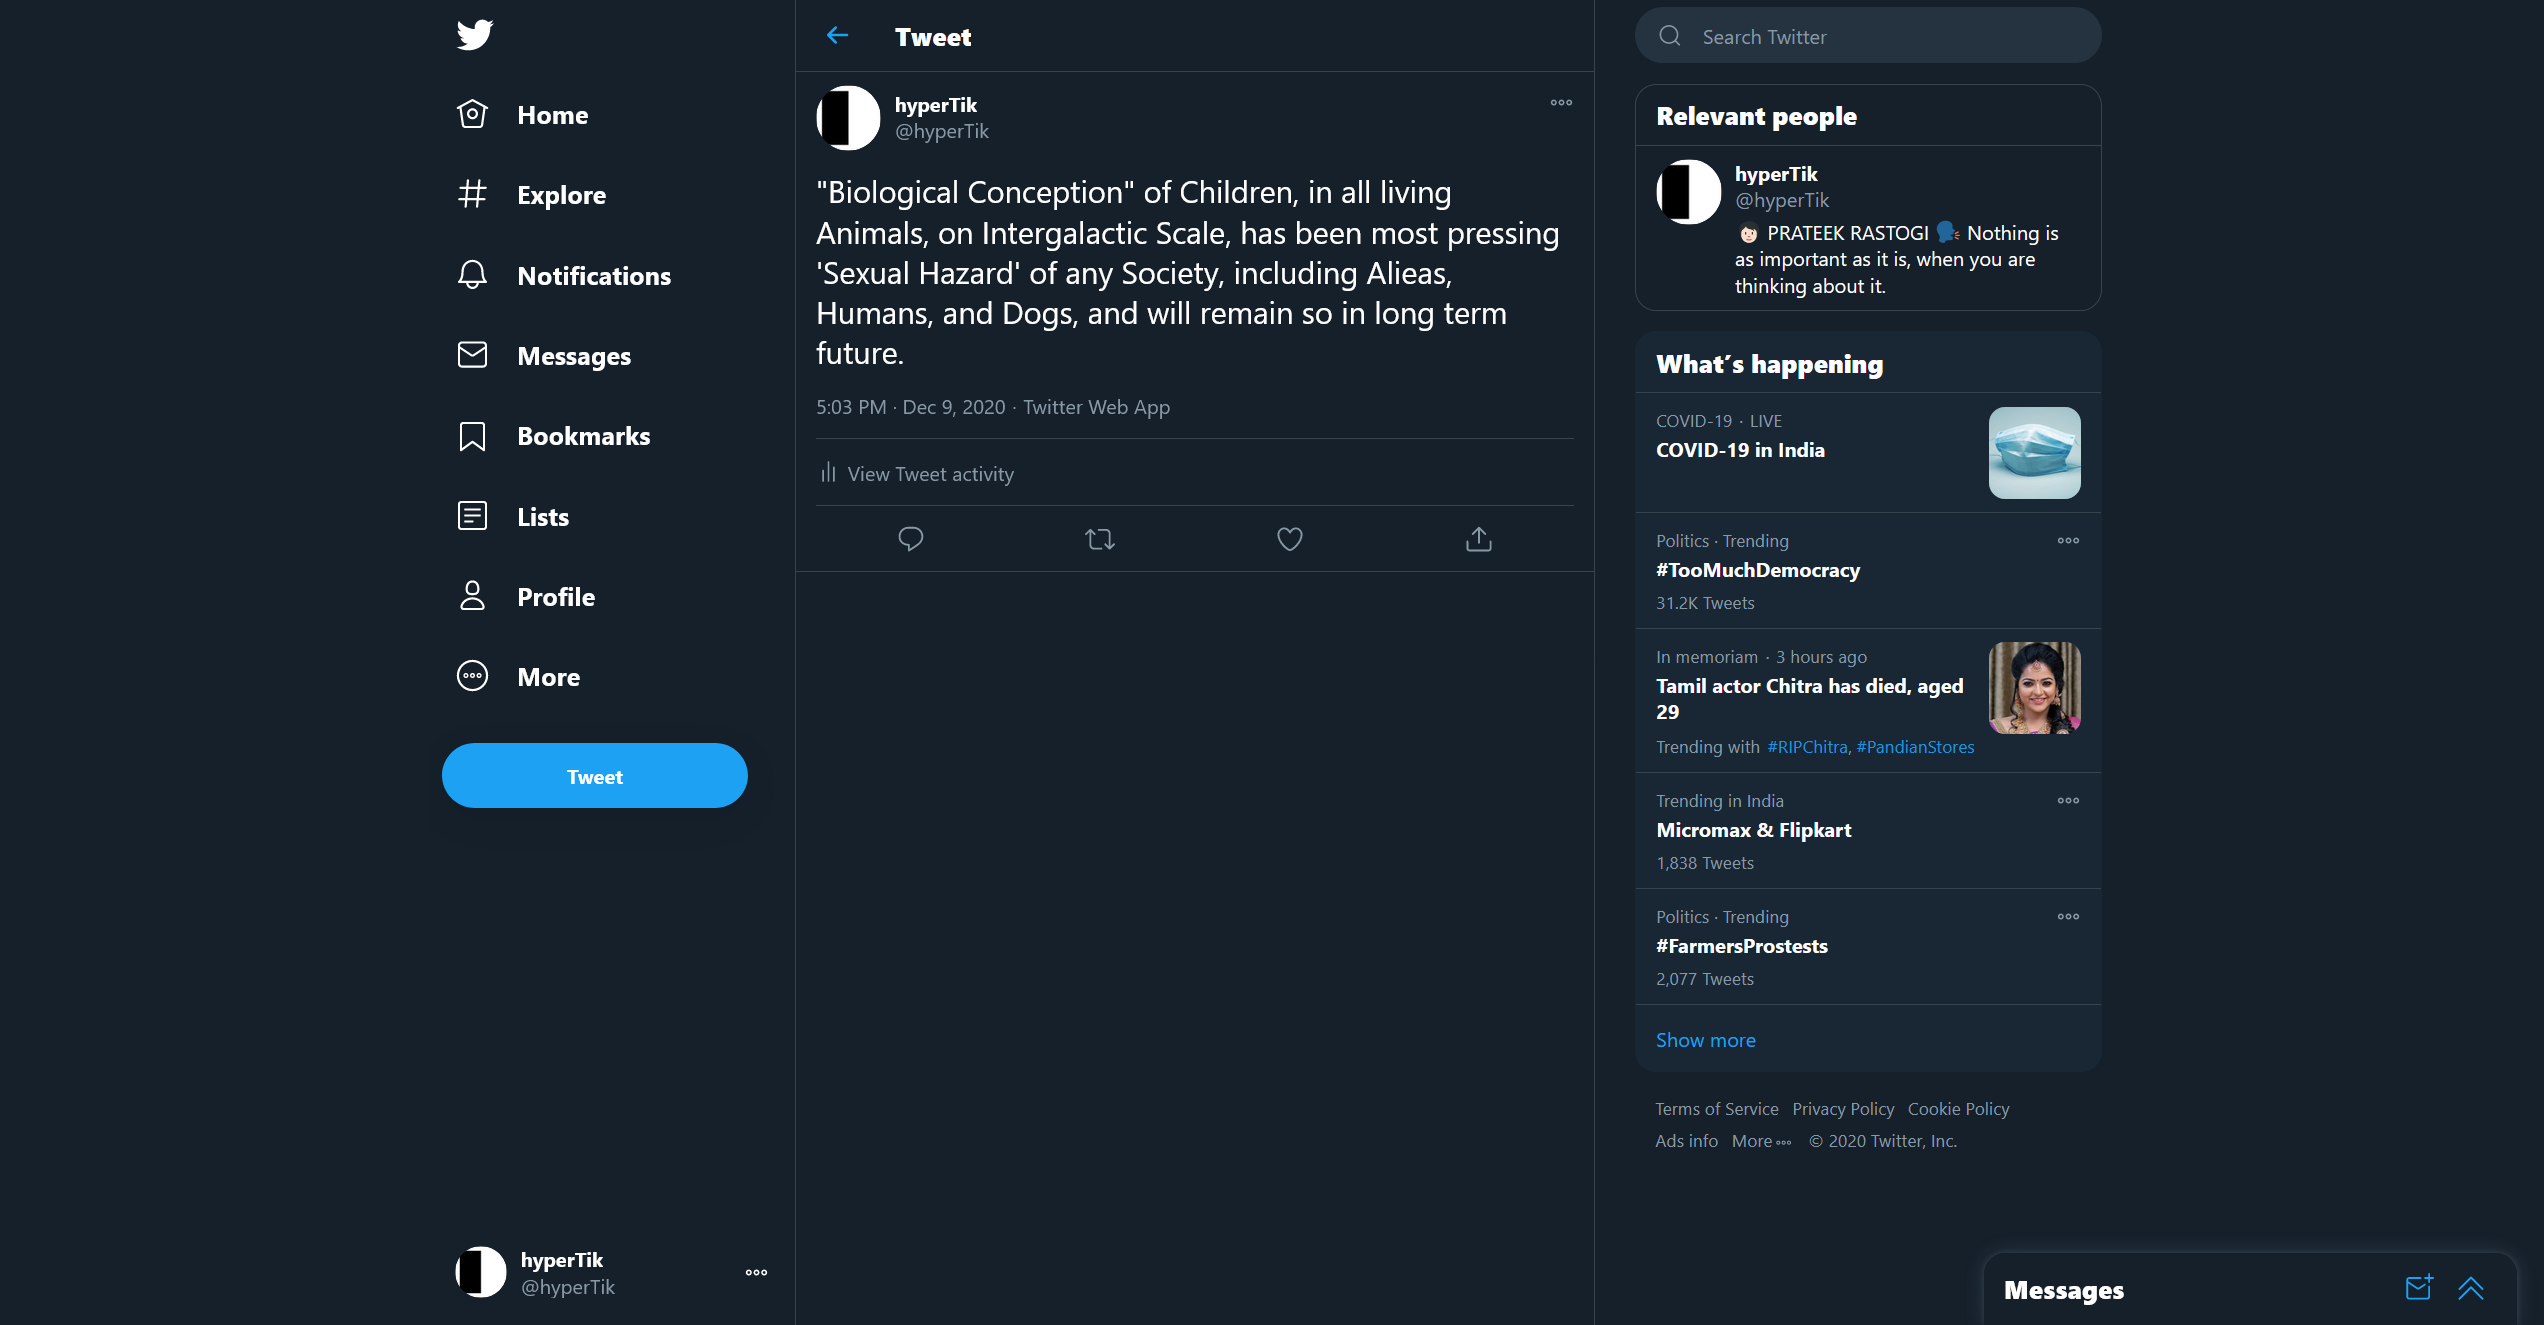 Home
Explore
Notifications
Messages
Bookmarks
Lists
Profile
More
Tweet
hyperTik
@hyperTik
Tweet
hyperTik
@hyperTik
"Biological Conception" of Children, in all living
Animals, on Intergalactic Scale, has been most pressing
'Sexual Hazard' of any Society, including Alieas,
Humans, and Dogs, and will remain so in long term
future.
5:03 PM · Dec 9, 2020 · Twitter Web App
View Tweet activity
Search Twitter
Relevant people
hyperTik
@hyperTik
PRATEEK RASTOGI Nothing is
as important as it is, when you are
thinking about it.
What's happening
COVID-19 · LIVE
COVID-19 in India
Politics · Trending
#TooMuchDemocracy
31.2K Tweets
In memoriam · 3 hours ago
Tamil actor Chitra has died, aged
29
Trending with #RIPChitra, #PandianStores
Trending in India
Micromax & Flipkart
1,838 Tweets
Politics · Trending
#FarmersProstests
2,077 Tweets
Show more
Terms of Service Privacy Policy Cookie Policy
Ads info More © 2020 Twitter, Inc.
Messages